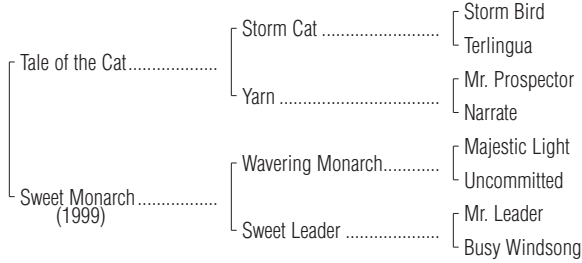 Storm Bird
Storm Cat ........................
Terlingua
Tale of the Cat..................
Mr. Prospector
Yarn .................................
Narrate
Majestic Light
Wavering Monarch...........
Uncommitted
Sweet Monarch................
(1999)
Mr. Leader
Sweet Leader ...................
Busy Windsong